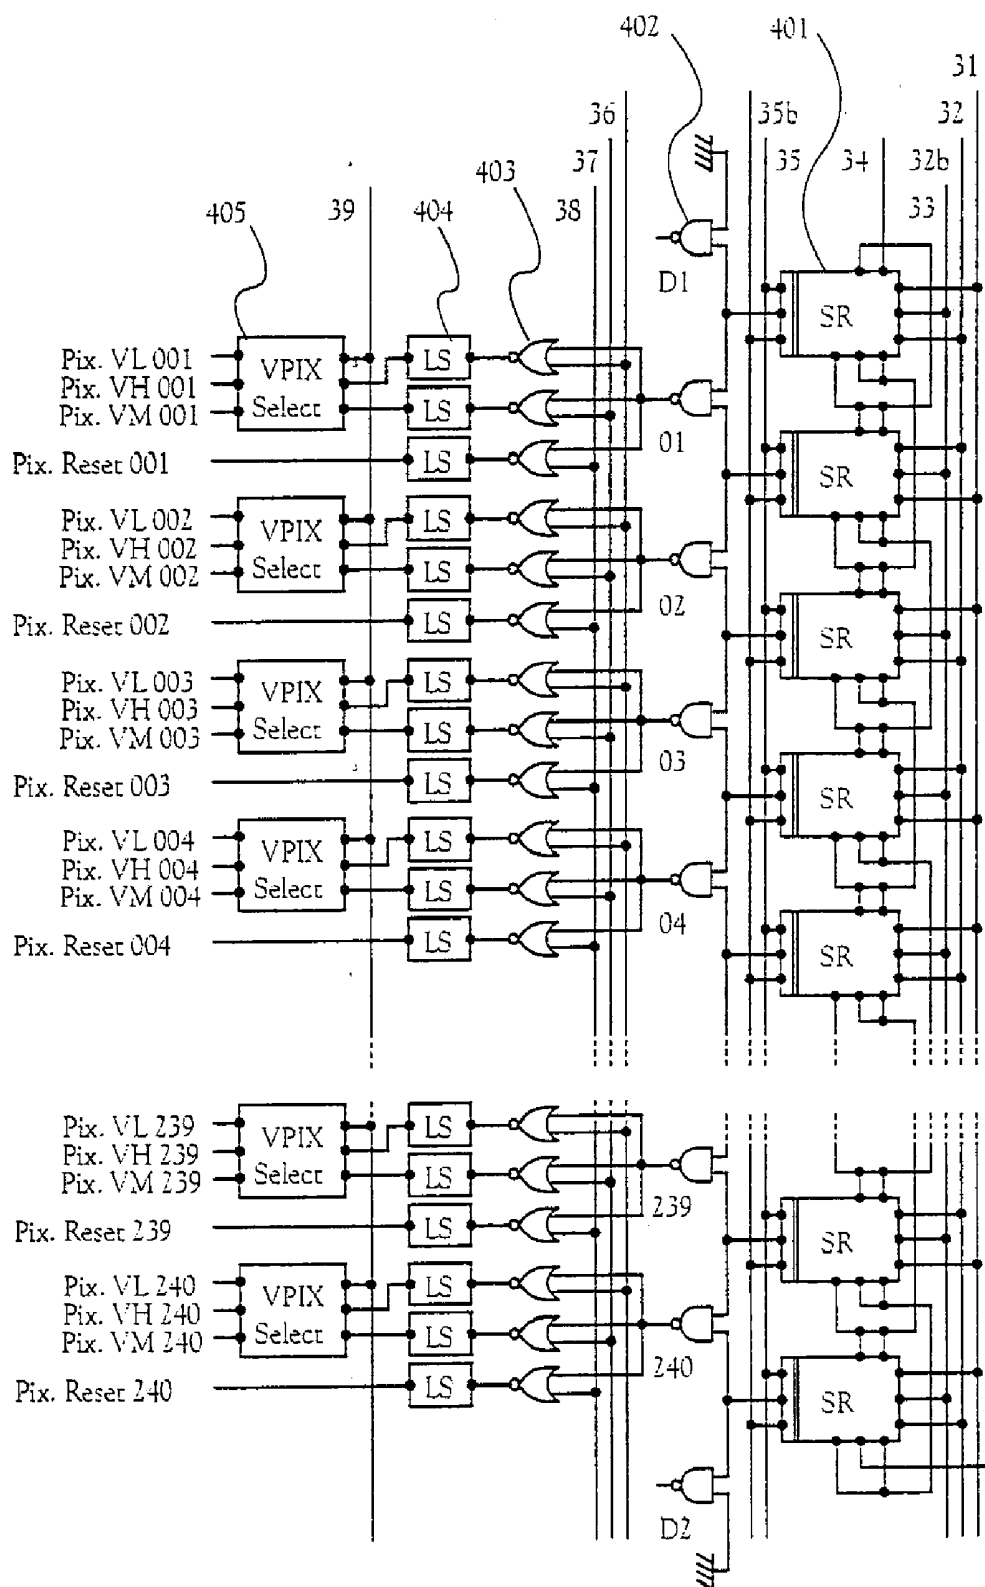 402 401 31
36 35b 32
37 35 34 32b
403 38 33
405 39 404
D1
SR
Pix. VL 001 VPIX LS
Pix. VH 001
Pix. VM 001 Select LS
01
Pix. Reset 001 LS SR
Pix. VL 002 VPIX LS
Pix. VH 002
Pix. VM 002 Select LS
02
Pix. Reset 002 LS SR
Pix. VL 003 VPIX LS
Pix. VH 003
Pix. VM 003 Select LS
03
Pix. Reset 003 LS SR
Pix. VL 004 VPIX LS
Pix. VH 004
Pix. VM 004 Select LS
04
Pix. Reset 004 LS SR
Pix. VL 239 VPIX LS
Pix. VH 239
Pix. VM 239 Select LS
239
Pix. Reset 239 LS SR
Pix. VL 240 VPIX LS
Pix. VH 240
Pix. VM 240 Select LS
240
Pix. Reset 240 LS SR
D2